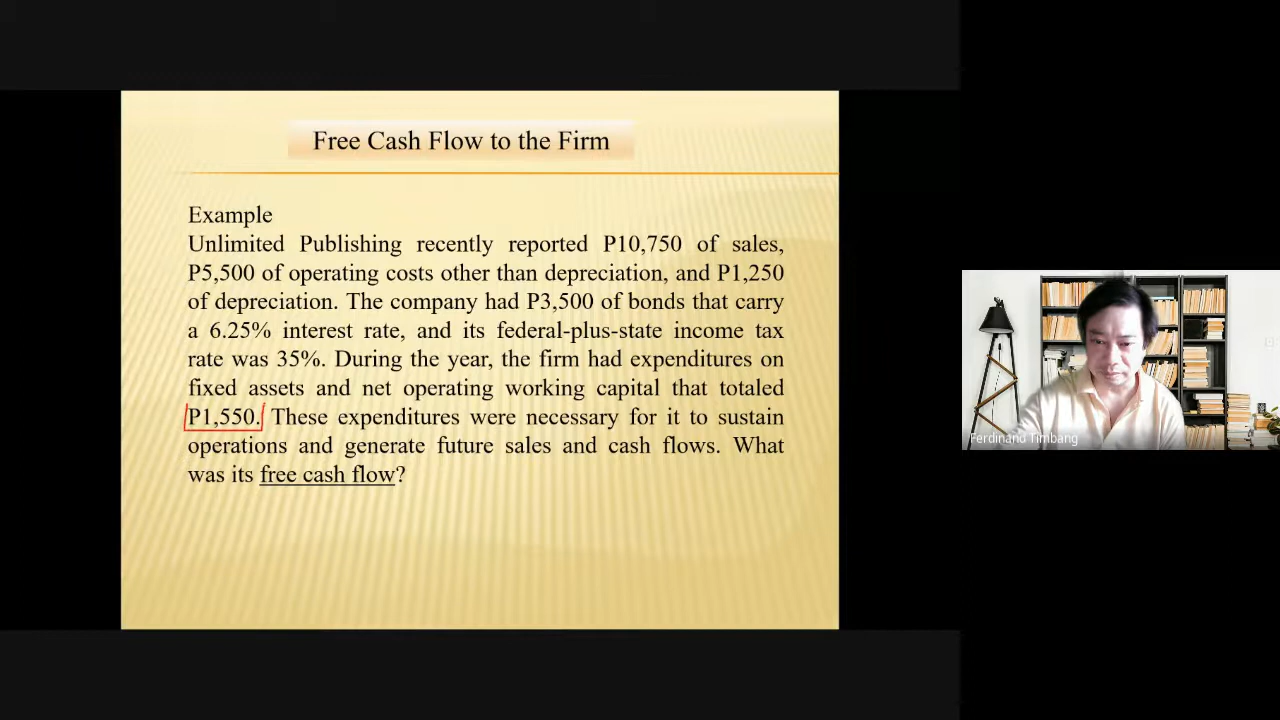 Free Cash Flow to the Firm
Example
Unlimited Publishing recently reported P10,750 of sales,
P5,500 of operating costs other than depreciation, and P1,250
of depreciation. The company had P3,500 of bonds that carry
a 6.25% interest rate, and its federal-plus-state income tax
rate was 35%. During the year, the firm had expenditures on
fixed assets and net operating working capital that totaled
P1,550. These expenditures were necessary for it to sustain
operations and generate future sales and cash flows. What
was its free cash flow?
Ferdinand Timbang